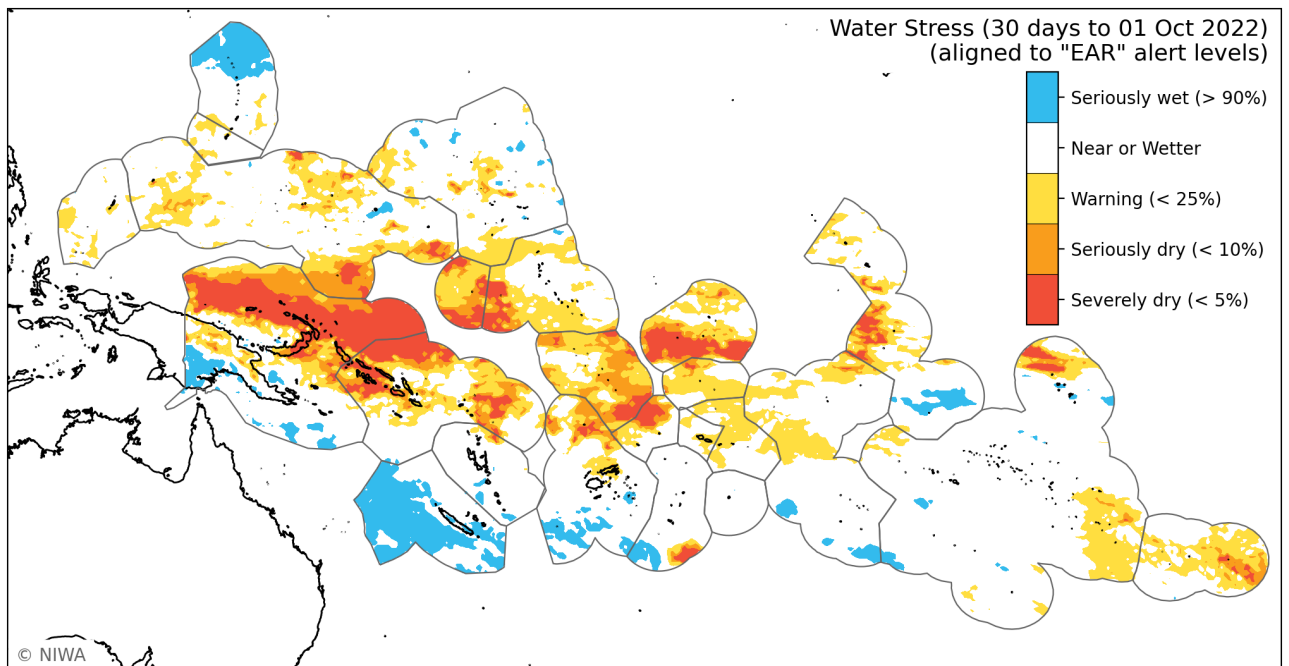 Water Stress (30 days to 01 Oct 2022)
(aligned to "EAR" alert levels)
Seriously wet (> 90%)
Near or Wetter
Warning (< 25%)
Seriously dry (< 10%)
Severely dry (< 5%)
© NIWA